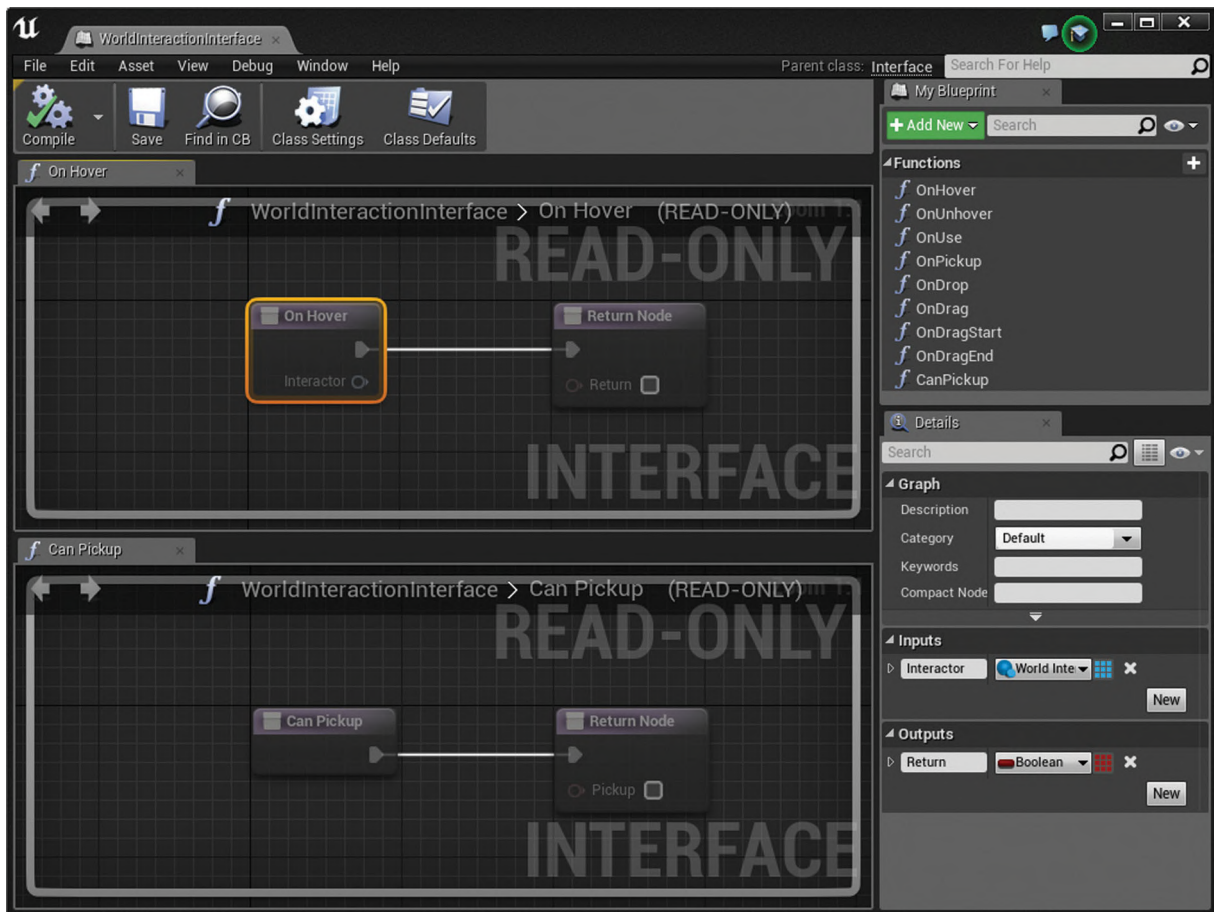 WorldInteractionInterface
File Edit Asset View Debug Window Help
Parent class: Interface
Search For Help
Compile
Save
Find in CB
Class Settings
Class Defaults
On Hover
WorldInteractionInterface > On Hover (READ-ONLY)
READ-ONLY
On Hover
Interactor
Return Node
Return
INTERFACE
Can Pickup
WorldInteractionInterface > Can Pickup (READ-ONLY)
READ-ONLY
Can Pickup
Return Node
Pickup
INTERFACE
My Blueprint
+ Add New
Search
Functions
OnHover
OnUnhover
OnUse
OnPickup
OnDrop
OnDrag
OnDragStart
OnDragEnd
CanPickup
Details
Search
Graph
Description
Category Default
Keywords
Compact Node
Inputs
Interactor World Inte
New
Outputs
Return Boolean
New